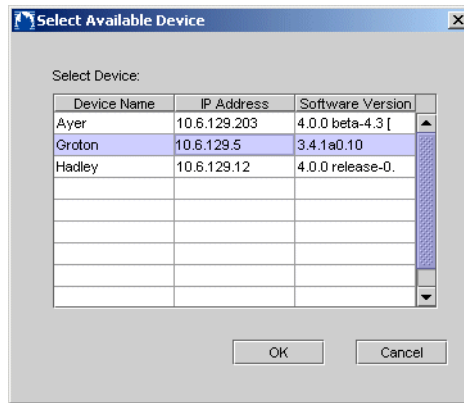 Select Available Device
Select Device:
Device Name IP Address Software Version
Ayer 10.6.129.203 4.0.0 beta-4.3 [
Groton 10.6.129.5 3.4.1a0.10
Hadley 10.6.129.12 4.0.0 release-0.
OK Cancel